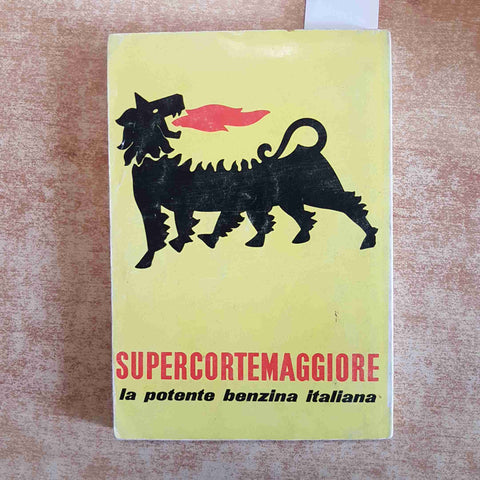 SUPERCORTEMAGGIORE
la potente benzina italiana